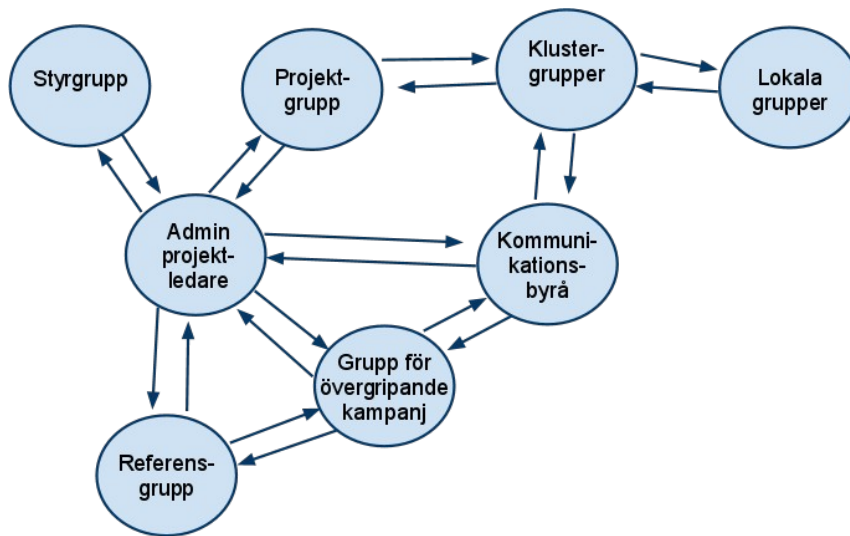 Styrgrupp
Projekt-
grupp
Kluster-
grupper
Lokala
grupper
Admin
projekt-
ledare
Kommuni-
kations-
byrå
Grupp för
övergripande
kampanj
Referens-
grupp